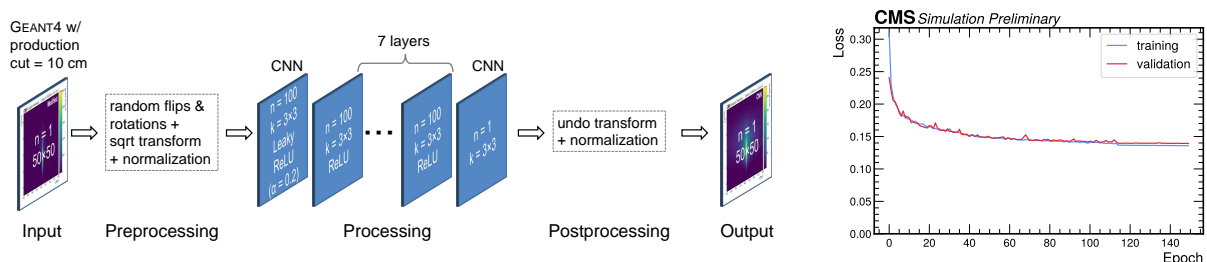 GEANT4 w/
production
cut = 10 cm
n = 1
50×50
Input
random flips &
rotations +
sqrt transform
+ normalization
Preprocessing
7 layers
CNN
n = 100
k = 3×3
Leaky
ReLU
(α = 0.2)
n = 100
k = 3×3
ReLU
n = 100
k = 3×3
ReLU
CNN
n = 1
k = 3×3
Processing
undo transform
+ normalization
Postprocessing
n = 1
50×50
Output
CMS Simulation Preliminary
Loss
0.30
0.25
0.20
0.15
0.10
0.05
0.00
training
validation
0 20 40 60 80 100 120 140
Epoch